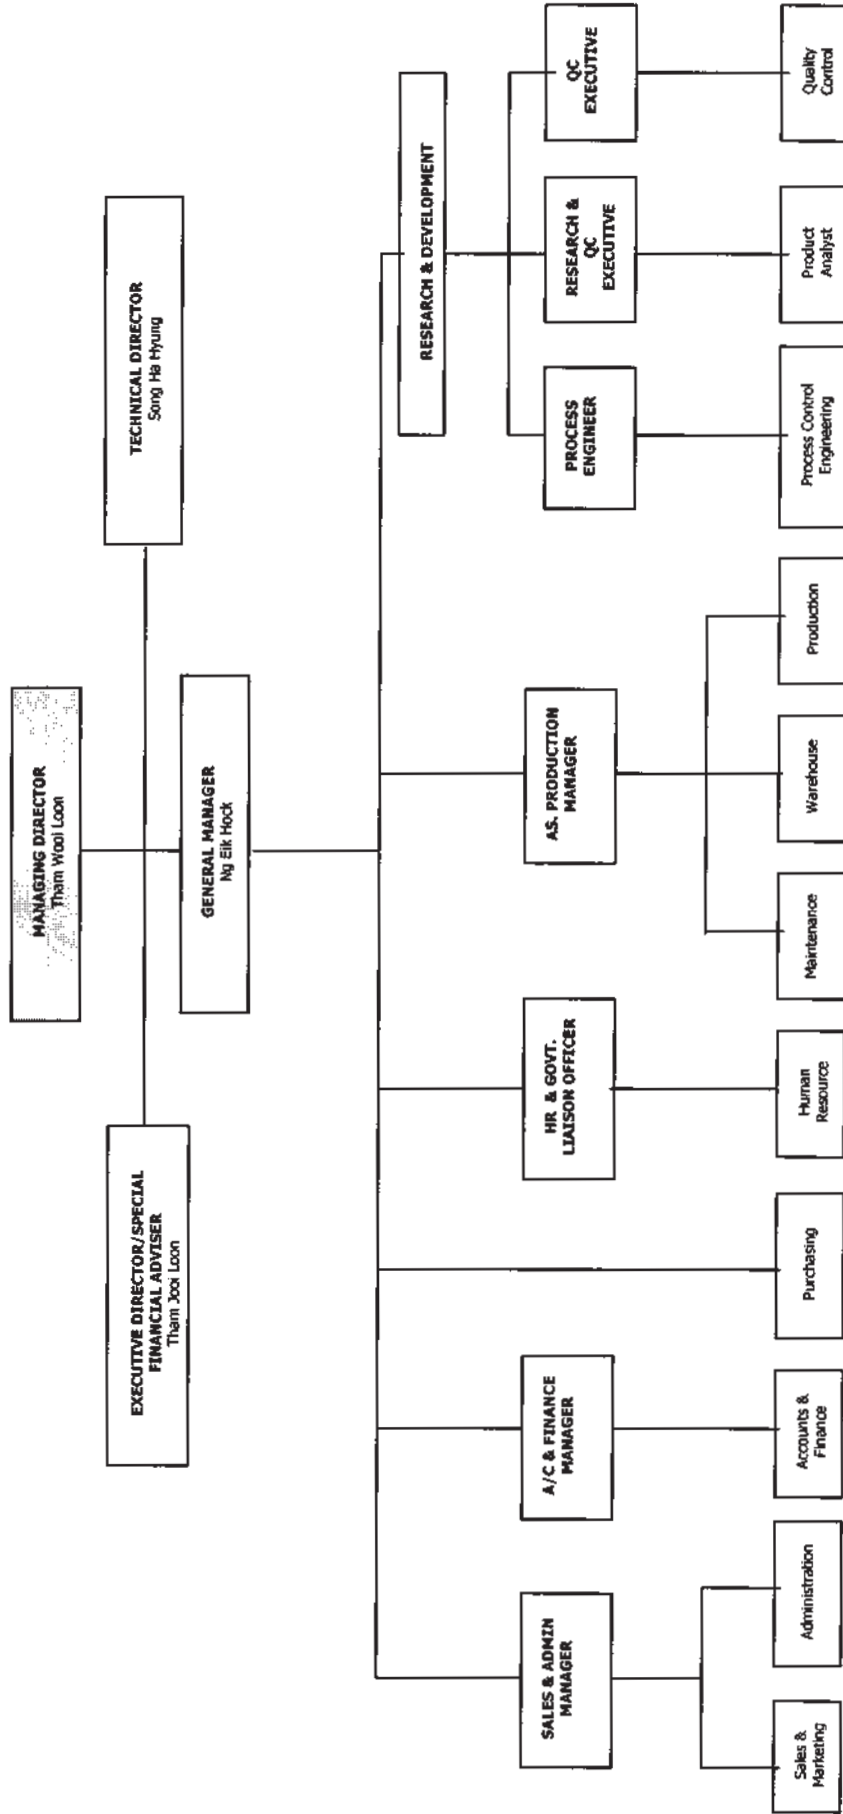 MANAGING DIRECTOR
Tham Wooi Loon
EXECUTIVE DIRECTOR/SPECIAL
FINANCIAL ADVISER
Tham Jooi Loon
TECHNICAL DIRECTOR
Song Ha Hyung
GENERAL MANAGER
Ng Eik Hock
RESEARCH & DEVELOPMENT
SALES & ADMIN
MANAGER
A/C & FINANCE
MANAGER
HR & GOVT.
LIAISON OFFICER
AS. PRODUCTION
MANAGER
PROCESS
ENGINEER
RESEARCH &
QC
EXECUTIVE
QC
EXECUTIVE
Sales &
Marketing
Administration
Accounts &
Finance
Purchasing
Human
Resource
Maintenance
Warehouse
Production
Process Control
Engineering
Product
Analyst
Quality
Control